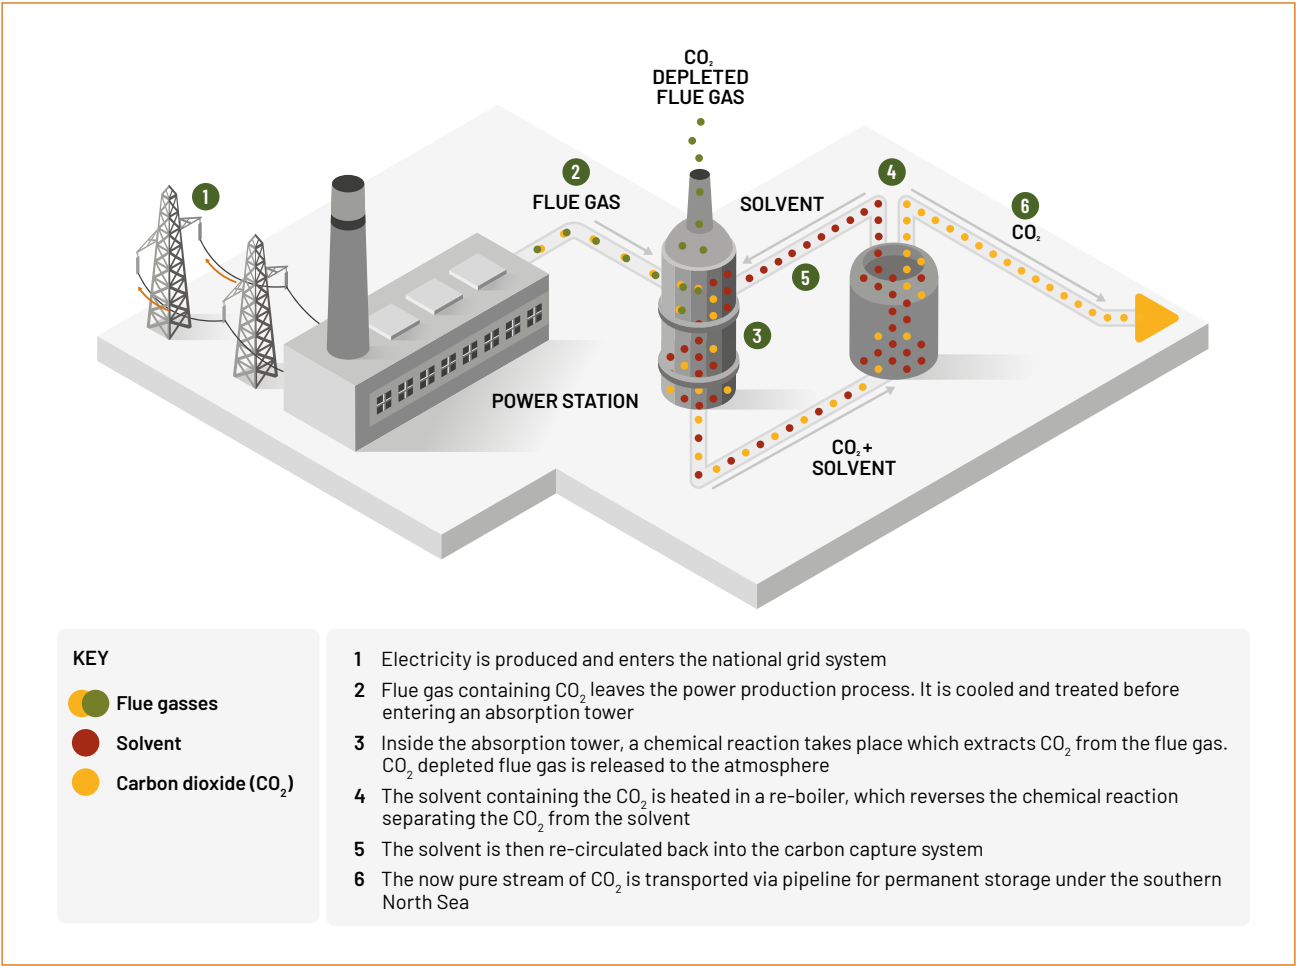 CO₂
DEPLETED
FLUE GAS
1
2
FLUE GAS
SOLVENT
4
6
CO₂
5
3
POWER STATION
CO₂ +
SOLVENT
KEY
Flue gasses
Solvent
Carbon dioxide (CO₂)
1 Electricity is produced and enters the national grid system
2 Flue gas containing CO₂ leaves the power production process. It is cooled and treated before
entering an absorption tower
3 Inside the absorption tower, a chemical reaction takes place which extracts CO₂ from the flue gas.
CO₂ depleted flue gas is released to the atmosphere
4 The solvent containing the CO₂ is heated in a re-boiler, which reverses the chemical reaction
separating the CO₂ from the solvent
5 The solvent is then re-circulated back into the carbon capture system
6 The now pure stream of CO₂ is transported via pipeline for permanent storage under the southern
North Sea